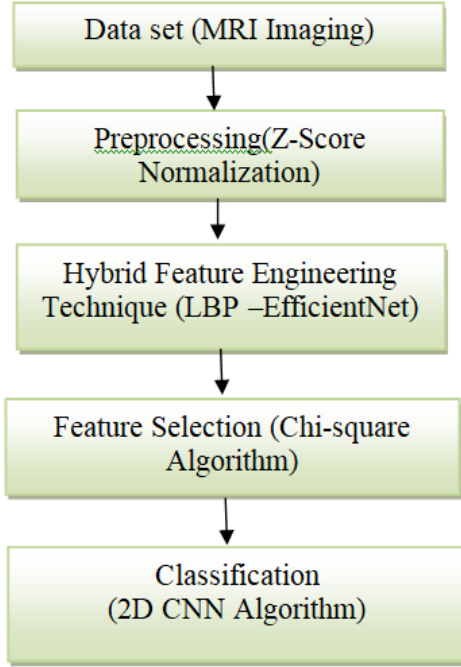 Data set (MRI Imaging)
Preprocessing(Z-Score
Normalization)
Hybrid Feature Engineering
Technique (LBP –EfficientNet)
Feature Selection (Chi-square
Algorithm)
Classification
(2D CNN Algorithm)